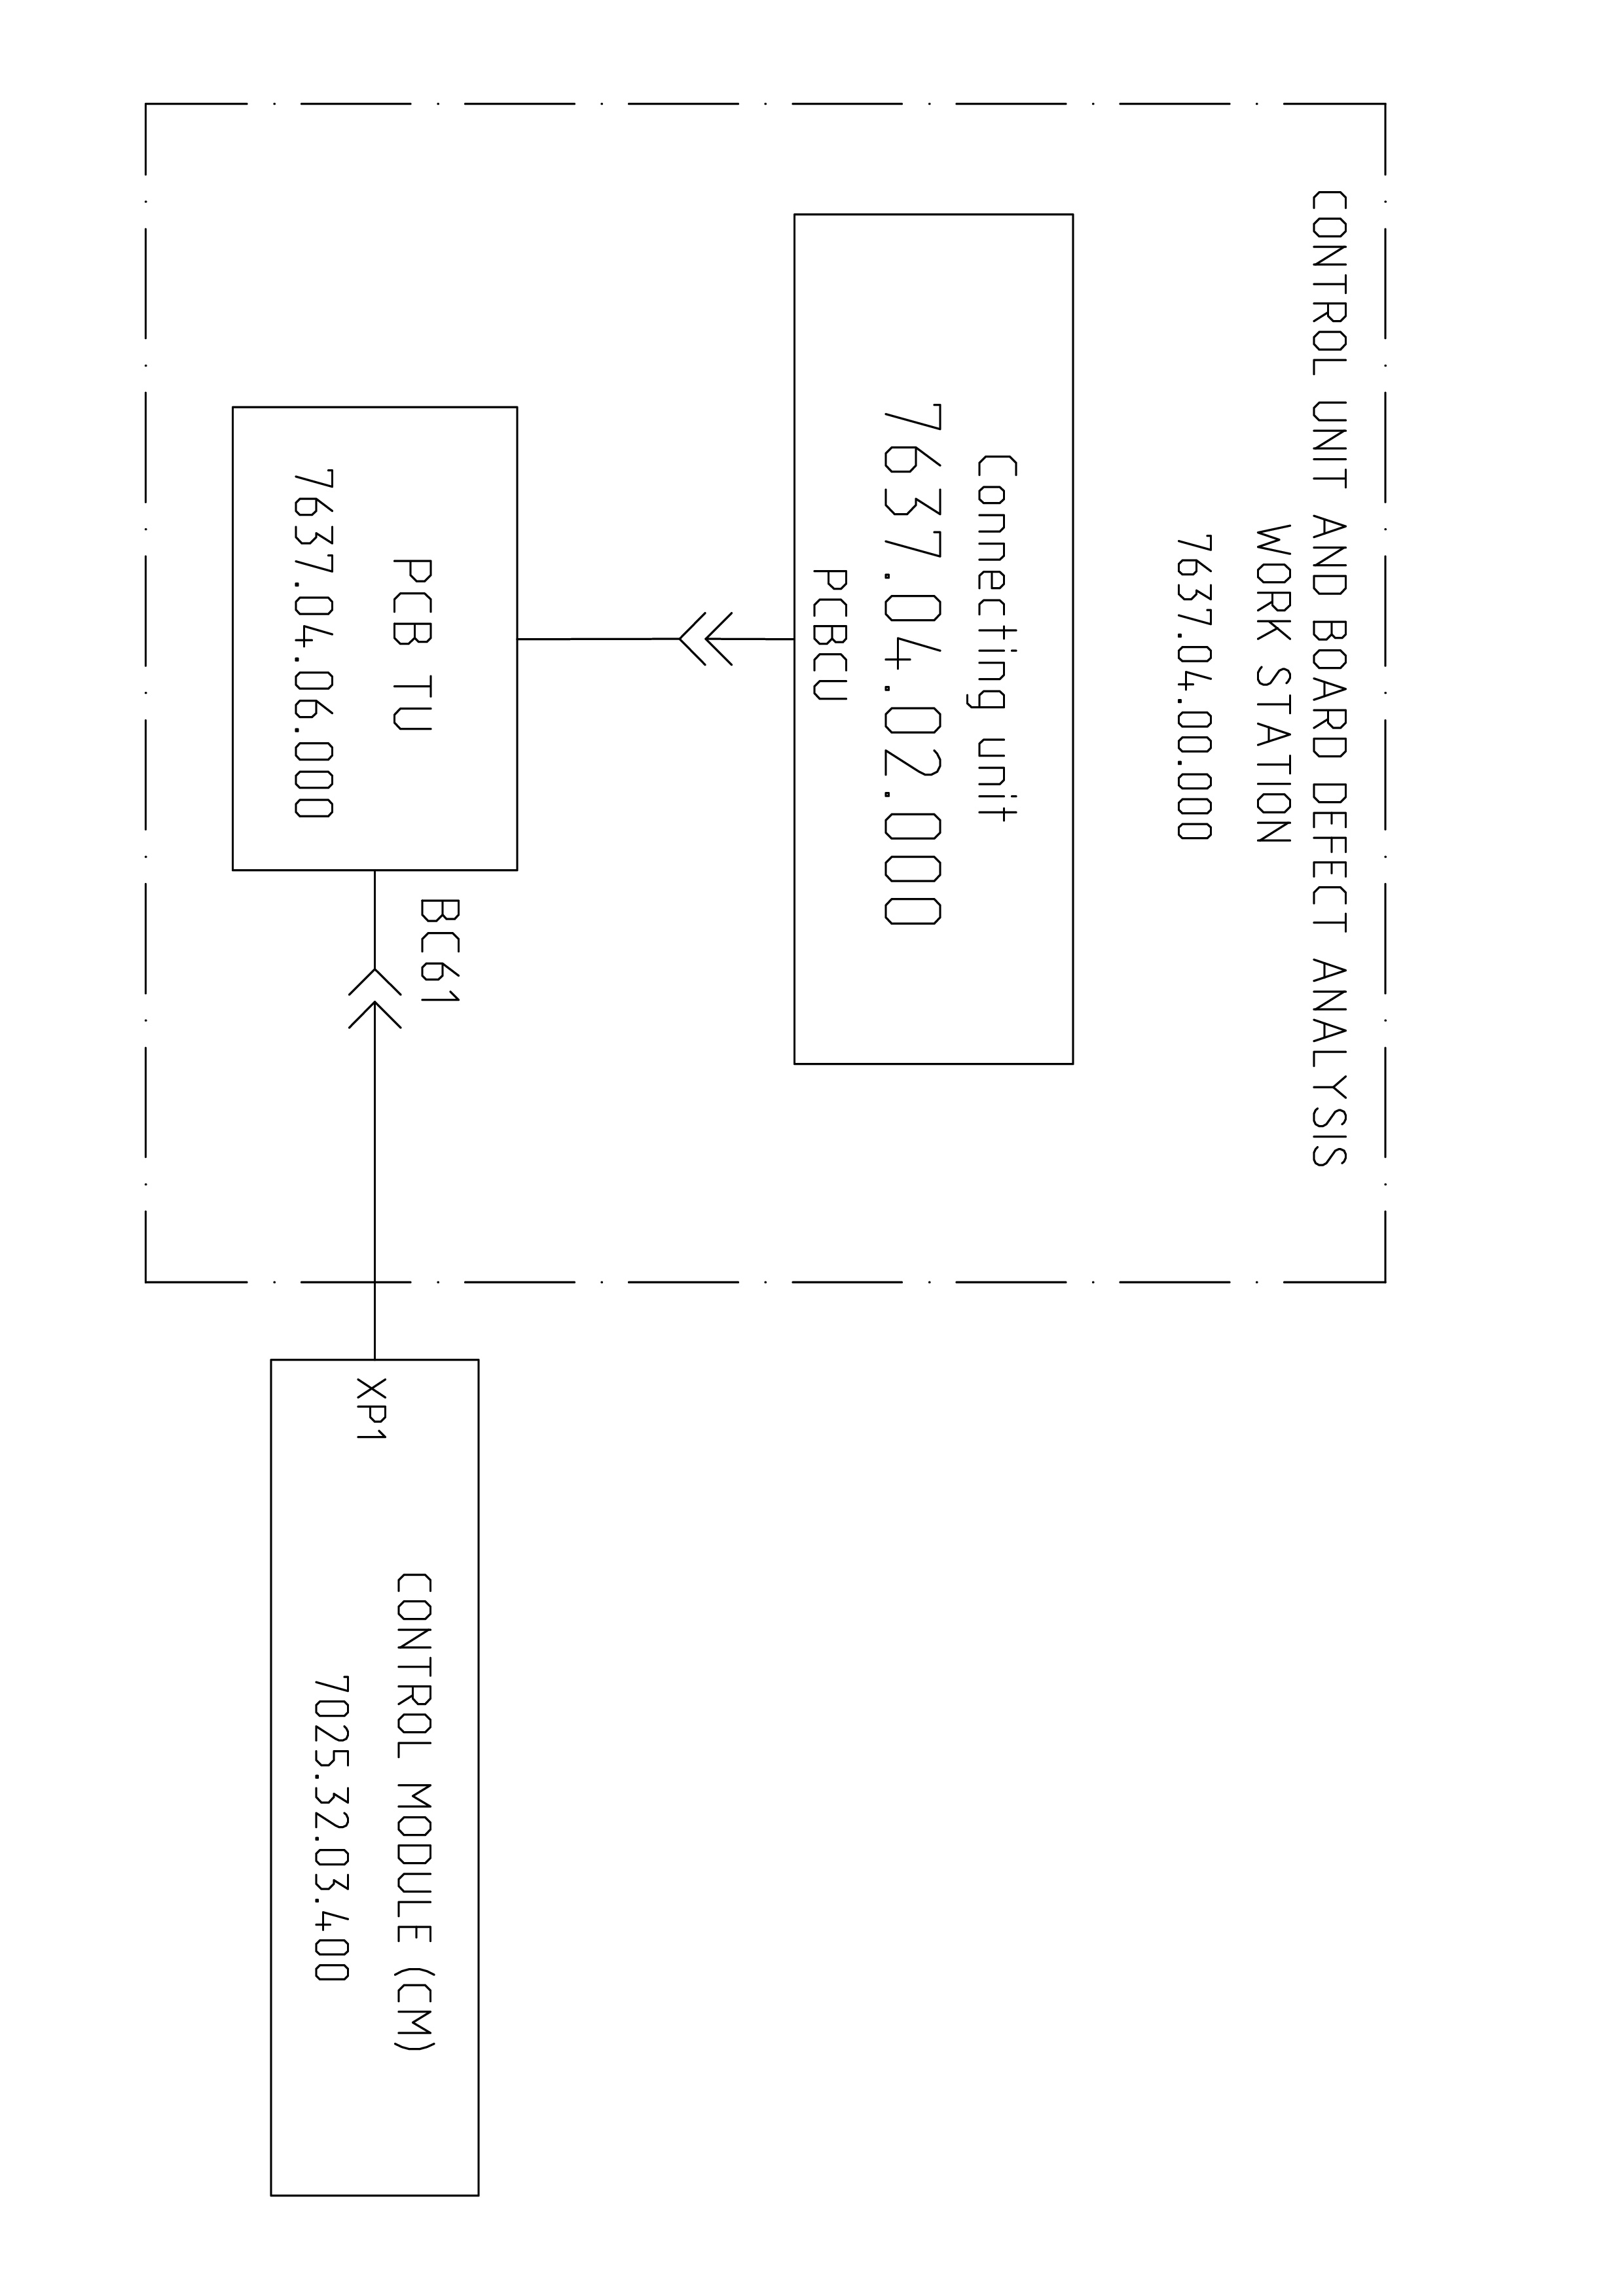 CONTROL UNIT AND BOARD DEFECT ANALYSIS
WORK STATION
7637.04.00.000
Connecting unit
7637.04.02.000
PCBCU
PCB TU
7637.04.06.000
BC61
XP1
CONTROL MODULE (CM)
7025.32.03.400